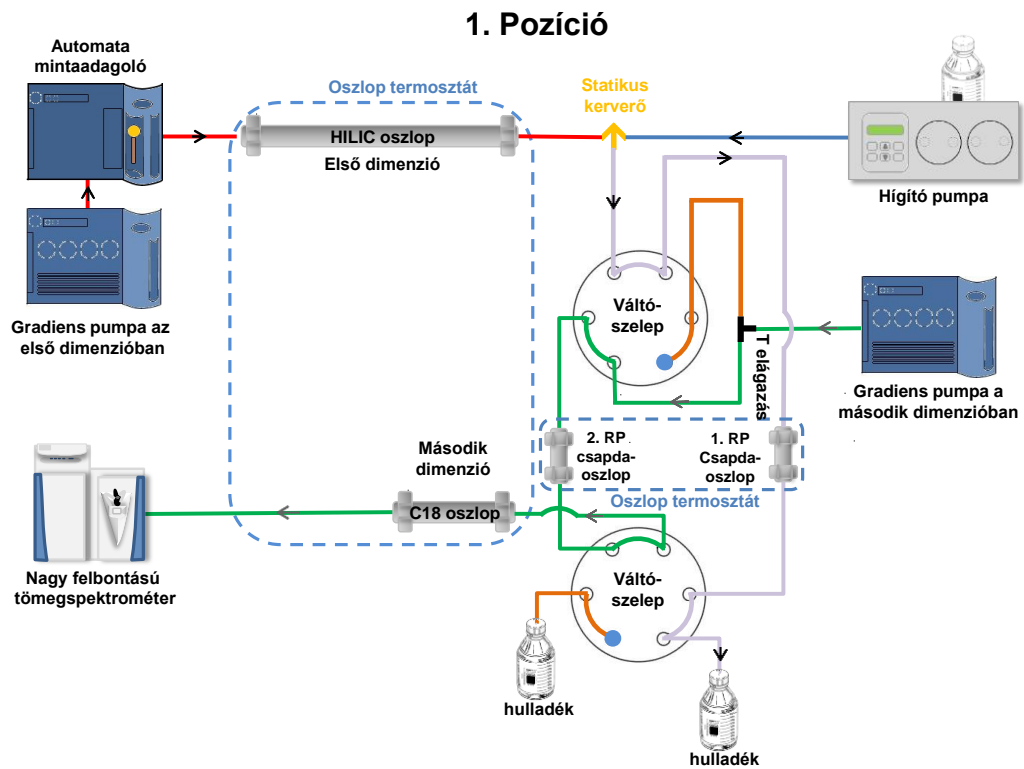 1. Pozíció
Automata
mintaadagoló
Oszlop termosztát
Statikus
kerverő
HILIC oszlop
Első dimenzió
Hígító pumpa
Gradiens pumpa az
első dimenzióban
Váltó-
szelep
T elágazás
Gradiens pumpa a
második dimenzióban
2. RP
csapda-
oszlop
1. RP
Csapda-
oszlop
Oszlop termosztát
Második
dimenzió
C18 oszlop
Nagy felbontású
tömegspektrométer
Váltó-
szelep
hulladék
hulladék